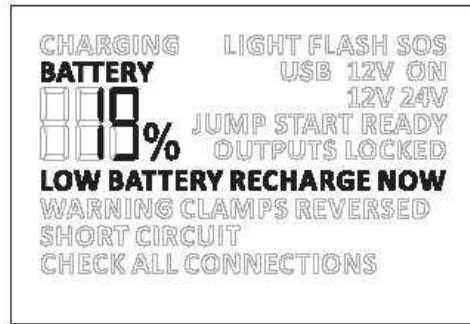 CHARGING LIGHT FLASH SOS
BATTERY USB 12V ON
19% 12V 24V
JUMP START READY
OUTPUTS LOCKED
LOW BATTERY RECHARGE NOW
WARNING CLAMPS REVERSED
SHORT CIRCUIT
CHECK ALL CONNECTIONS